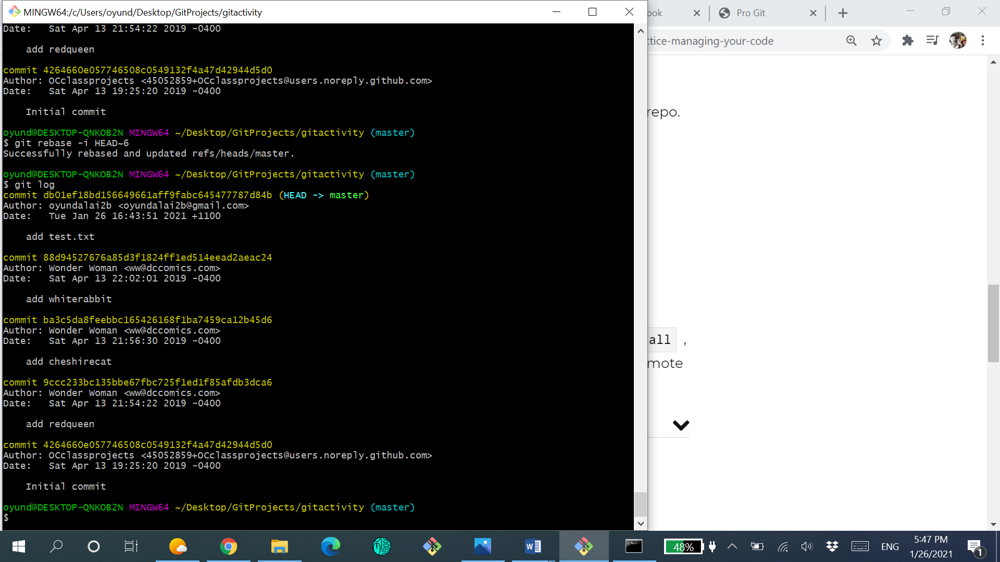 MINGW64:/c/Users/oyund/Desktop/GitProjects/gitactivity
Date:   Sat Apr 13 21:54:22 2019 -0400
add redqueen
commit 4264660e057746508c0549132f4a47d42944d5d0
Author: OCclassprojects <45052859+OCclassprojects@users.noreply.github.com>
Date:   Sat Apr 13 19:25:20 2019 -0400
Initial commit
oyund@DESKTOP-QNKOB2N MINGW64 ~/Desktop/GitProjects/gitactivity (master)
$ git rebase -i HEAD~6
Successfully rebased and updated refs/heads/master.
oyund@DESKTOP-QNKOB2N MINGW64 ~/Desktop/GitProjects/gitactivity (master)
$ git log
commit db01ef18bd156649661aff9fabc645477787d84b (HEAD -> master)
Author: oyundalai2b <oyundalai2b@gmail.com>
Date:   Tue Jan 26 16:43:51 2021 +1100
add test.txt
commit 88d94527676a85d3f1824ff1ed514eead2aeac24
Author: Wonder Woman <ww@dccomics.com>
Date:   Sat Apr 13 22:02:01 2019 -0400
add whiterabbit
commit ba3c5da8feebbc165426168f1ba7459ca12b45d6
Author: Wonder Woman <ww@dccomics.com>
Date:   Sat Apr 13 21:56:30 2019 -0400
add cheshirecat
commit 9ccc233bc135bbe67fbc725f1ed1f85afdb3dca6
Author: Wonder Woman <ww@dccomics.com>
Date:   Sat Apr 13 21:54:22 2019 -0400
add redqueen
commit 4264660e057746508c0549132f4a47d42944d5d0
Author: OCclassprojects <45052859+OCclassprojects@users.noreply.github.com>
Date:   Sat Apr 13 19:25:20 2019 -0400
Initial commit
oyund@DESKTOP-QNKOB2N MINGW64 ~/Desktop/GitProjects/gitactivity (master)
$
ook
Pro Git
ctice-managing-your-code
repo.
all ,
mote
48%
ENG
5:47 PM
1/26/2021
1